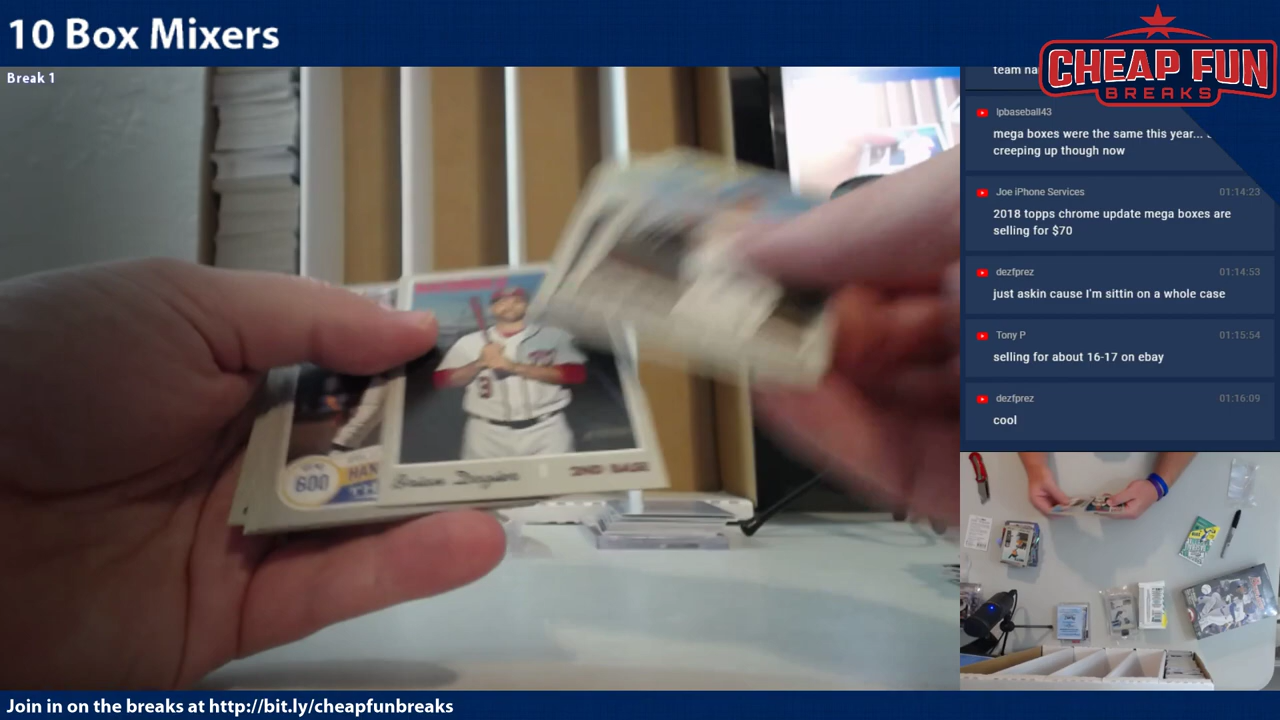 10 Box Mixers
Break 1
CHEAP FUN
BREAKS
team na
lpbaseball43
mega boxes were the same this year...
creeping up though now
Joe iPhone Services
01:14:23
2018 topps chrome update mega boxes are
selling for $70
dezfprez
01:14:53
just askin cause I'm sittin on a whole case
Tony P
01:15:54
selling for about 16-17 on ebay
dezfprez
01:16:09
cool
Brian Dozier
2ND BASE
600
HAN
3
Join in on the breaks at http://bit.ly/cheapfunbreaks